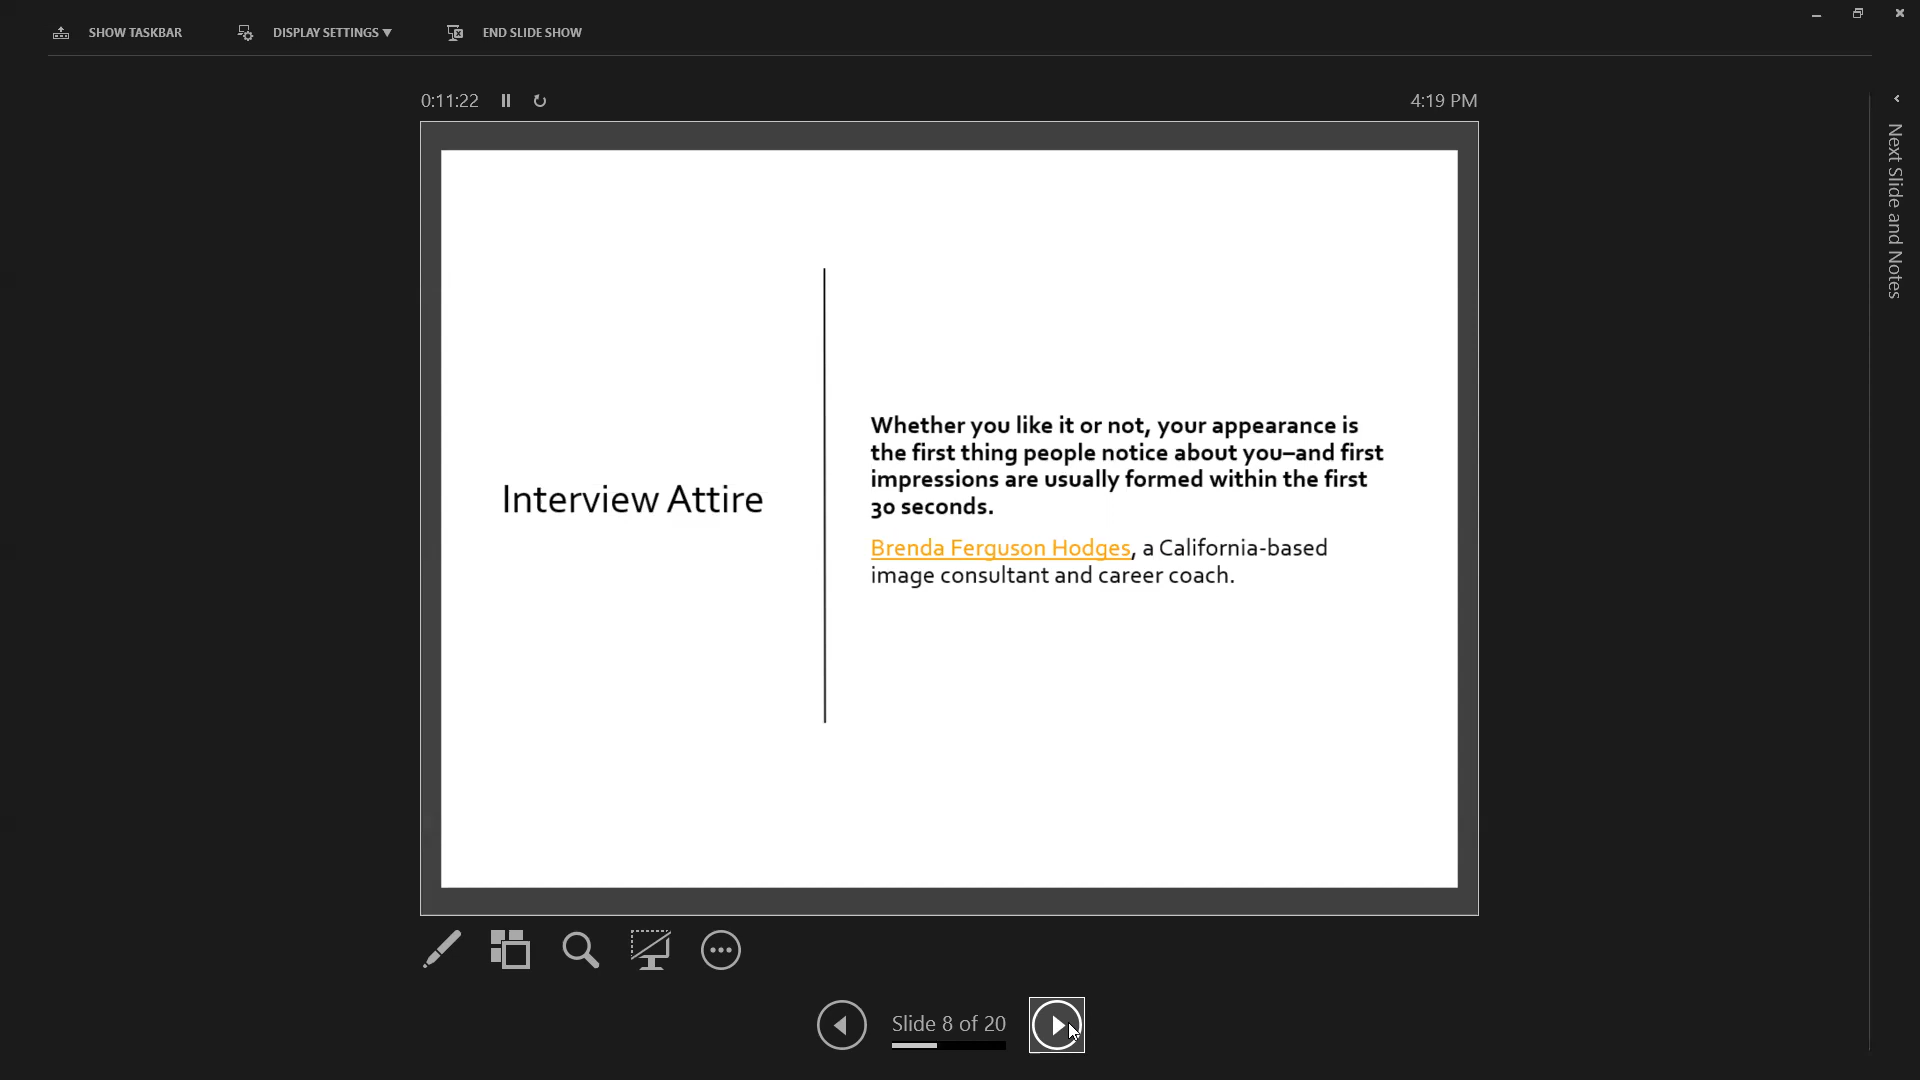 SHOW TASKBAR
DISPLAY SETTINGS ▼
END SLIDE SHOW
0:11:22
4:19 PM
Next Slide and Notes
Interview Attire
Whether you like it or not, your appearance is
the first thing people notice about you–and first
impressions are usually formed within the first
30 seconds.
Brenda Ferguson Hodges, a California-based
image consultant and career coach.
Slide 8 of 20